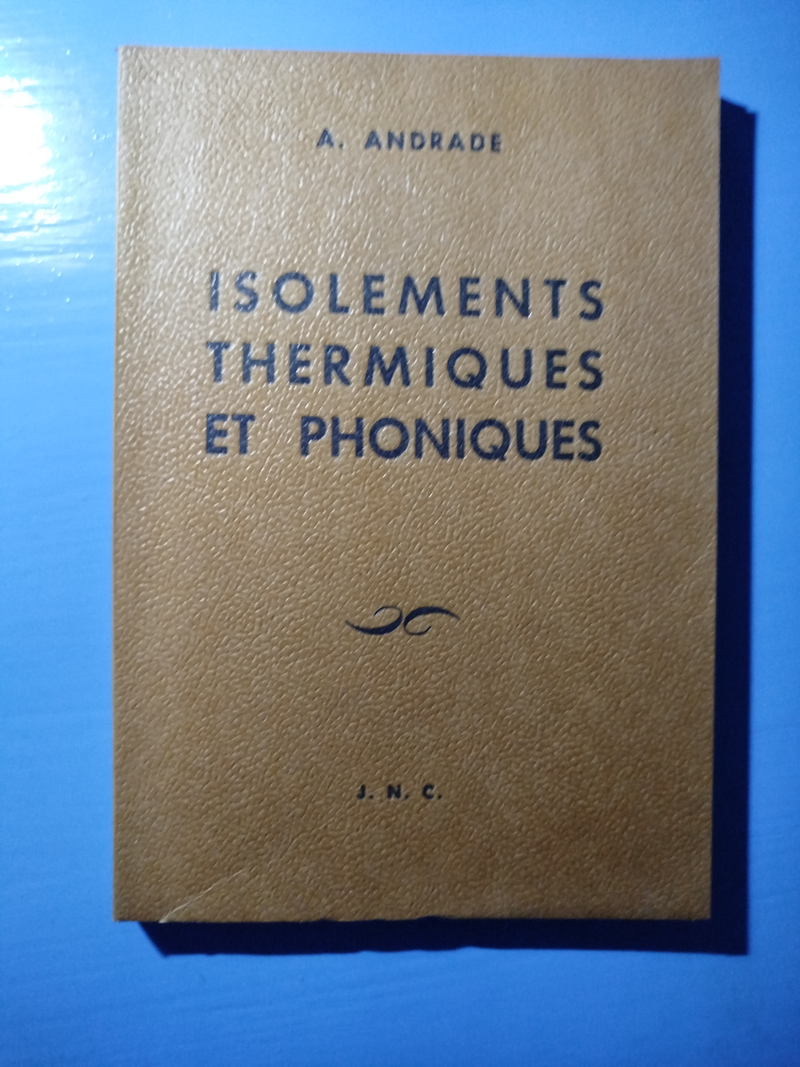 A. ANDRADE
ISOLEMENTS
THERMIQUES
ET PHONIQUES
J. N. C.